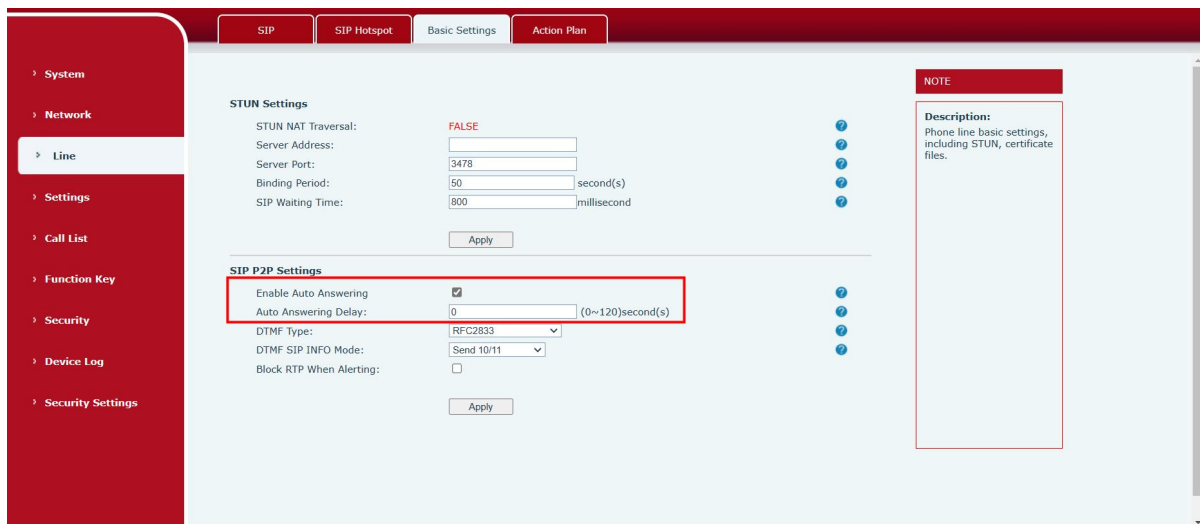 SIP
SIP Hotspot
Basic Settings
Action Plan
System
Network
Line
Settings
Call List
Function Key
Security
Device Log
Security Settings
STUN Settings
STUN NAT Traversal: FALSE
Server Address:
Server Port: 3478
Binding Period: 50 second(s)
SIP Waiting Time: 800 millisecond
Apply
SIP P2P Settings
Enable Auto Answering
Auto Answering Delay: 0 (0~120)second(s)
DTMF Type: RFC2833
DTMF SIP INFO Mode: Send 10/11
Block RTP When Alerting:
Apply
NOTE
Description:
Phone line basic settings,
including STUN, certificate
files.